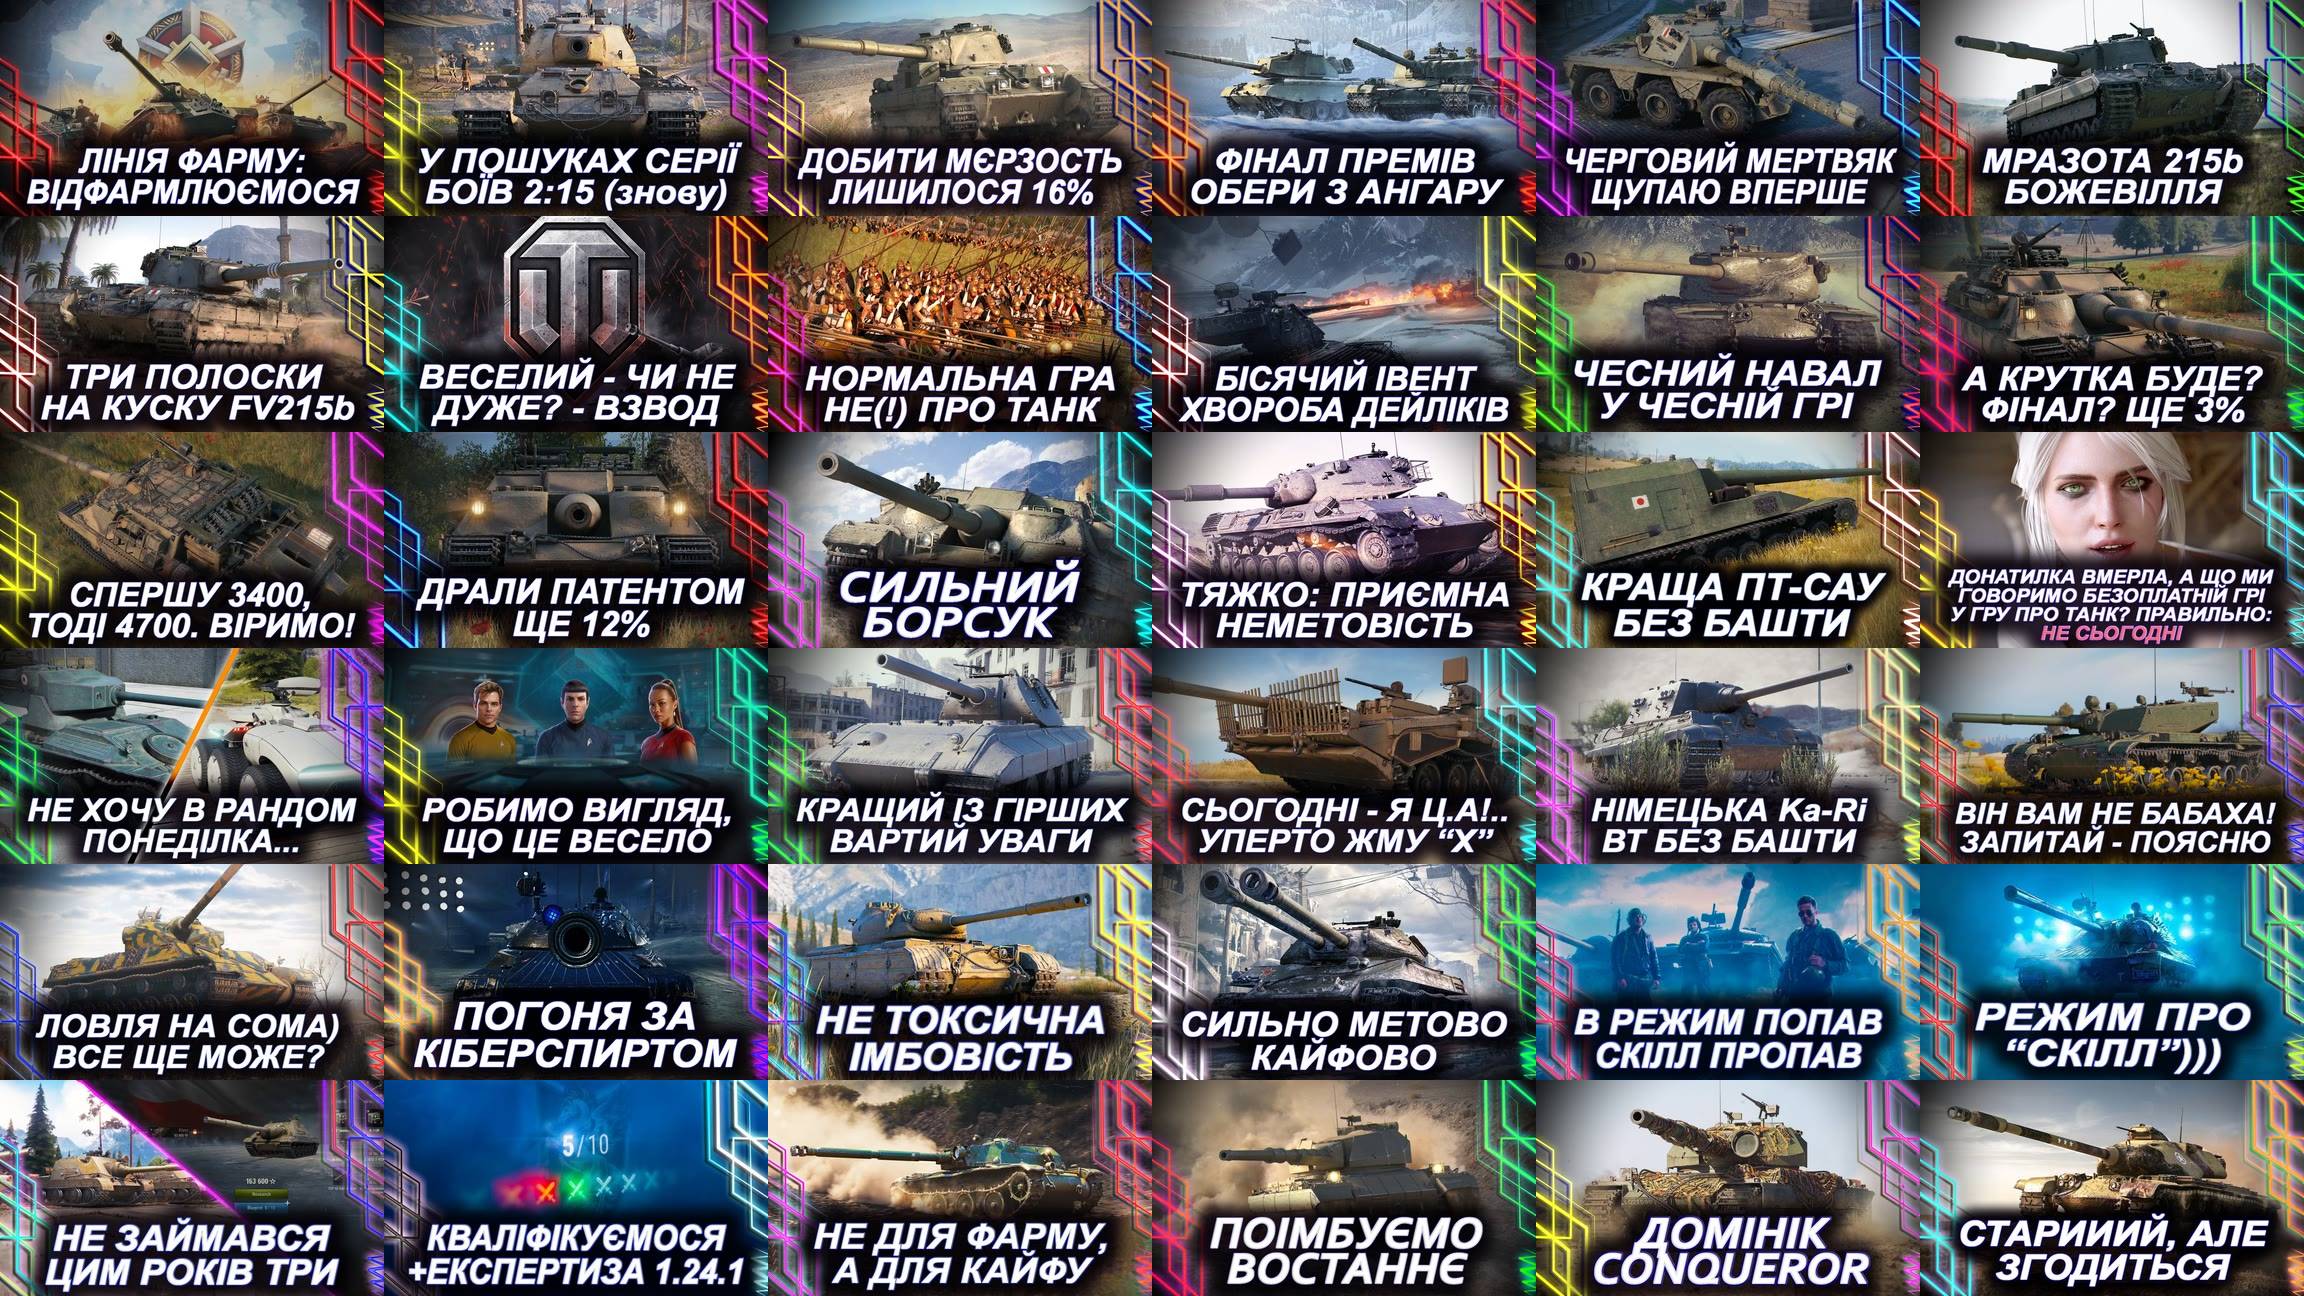 ЛІНІЯ ФАРМУ:
ВІДФАРМЛЮЄМОСЯ
У ПОШУКАХ СЕРІЇ
БОЇВ 2:15 (знову)
ДОБИТИ МЄРЗОСТЬ
ЛИШИЛОСЯ 16%
ФІНАЛ ПРЕМІВ
ОБЕРИ З АНГАРУ
ЧЕРГОВИЙ МЕРТВЯК
ЩУПАЮ ВПЕРШЕ
МРАЗОТА 215b
БОЖЕВІЛЛЯ
ТРИ ПОЛОСКИ
НА КУСКУ FV215b
ВЕСЕЛИЙ - ЧИ НЕ
ДУЖЕ? - ВЗВОД
НОРМАЛЬНА ГРА
НЕ(!) ПРО ТАНК
БІСЯЧИЙ ІВЕНТ
ХВОРОБА ДЕЙЛІКІВ
ЧЕСНИЙ НАВАЛ
У ЧЕСНІЙ ГРІ
А КРУТКА БУДЕ?
ФІНАЛ? ЩЕ 3%
СПЕРШУ 3400,
ТОДІ 4700. ВІРИМО!
ДРАЛИ ПАТЕНТОМ
ЩЕ 12%
СИЛЬНИЙ
БОРСУК
ТЯЖКО: ПРИЄМНА
НЕМЕТОВІСТЬ
КРАЩА ПТ-САУ
БЕЗ БАШТИ
ДОНАТИЛКА ВМЕРЛА, А ЩО МИ
ГОВОРИМО БЕЗОПЛАТНІЙ ГРІ
У ГРУ ПРО ТАНК? ПРАВИЛЬНО:
НЕ СЬОГОДНІ
НЕ ХОЧУ В РАНДОМ
ПОНЕДІЛКА...
РОБИМО ВИГЛЯД,
ЩО ЦЕ ВЕСЕЛО
КРАЩИЙ ІЗ ГІРШИХ
ВАРТИЙ УВАГИ
СЬОГОДНІ - Я Ц.А!..
УПЕРТО ЖМУ “Х”
НІМЕЦЬКА Ka-Ri
ВТ БЕЗ БАШТИ
ВІН ВАМ НЕ БАБАХА!
ЗАПИТАЙ - ПОЯСНЮ
ЛОВЛЯ НА СОМА)
ВСЕ ЩЕ МОЖЕ?
ПОГОНЯ ЗА
КІБЕРСПИРТОМ
НЕ ТОКСИЧНА
ІМБОВІСТЬ
СИЛЬНО МЕТОВО
КАЙФОВО
В РЕЖИМ ПОПАВ
СКІЛЛ ПРОПАВ
РЕЖИМ ПРО
“СКІЛЛ”)))
163 600
Research
НЕ ЗАЙМАВСЯ
ЦИМ РОКІВ ТРИ
5/10
КВАЛІФІКУЄМОСЯ
+ЕКСПЕРТИЗА 1.24.1
НЕ ДЛЯ ФАРМУ,
А ДЛЯ КАЙФУ
ПОІМБУЄМО
ВОСТАННЄ
ДОМІНІК
CONQUEROR
СТАРИИИЙ, АЛЕ
ЗГОДИТЬСЯ